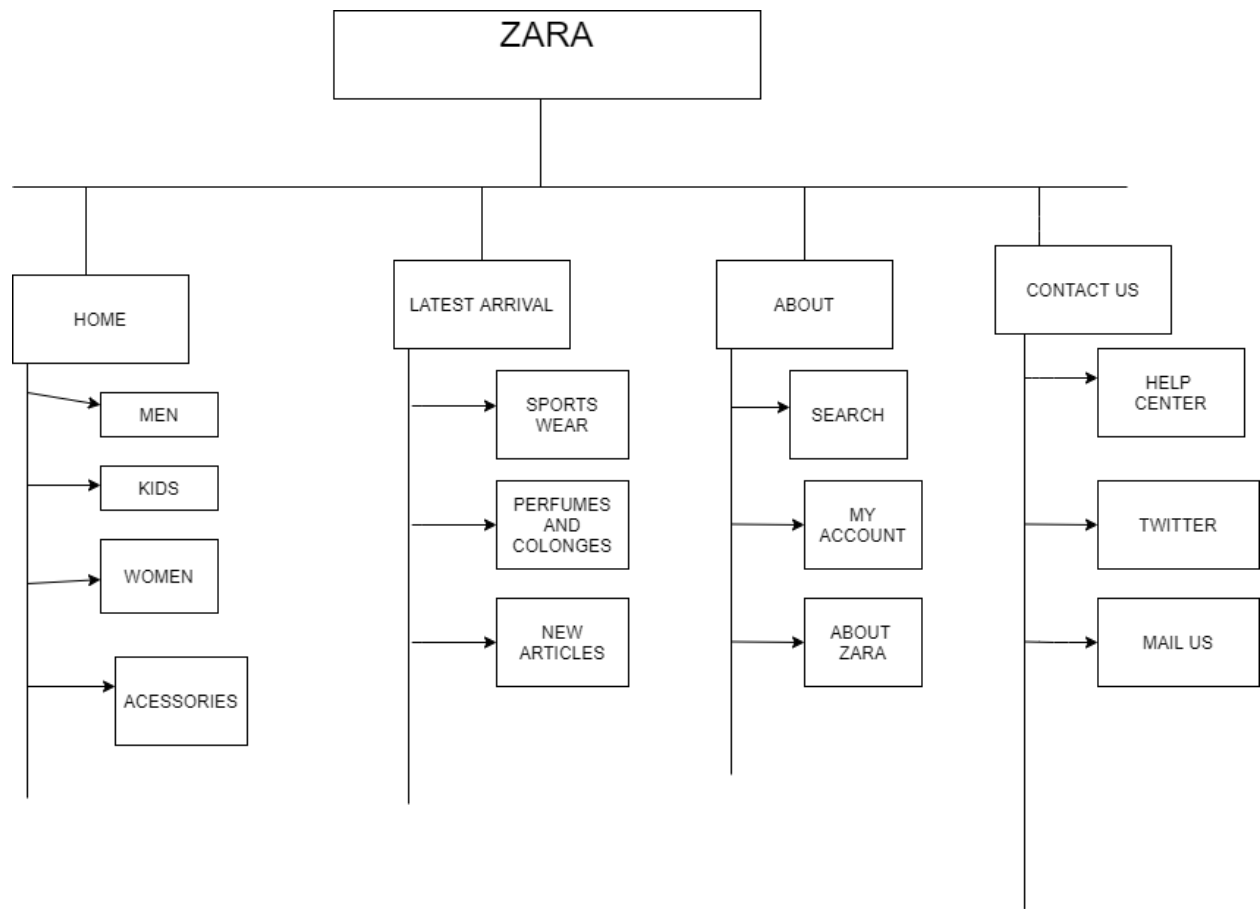 ZARA
HOME
LATEST ARRIVAL
ABOUT
CONTACT US
MEN
KIDS
WOMEN
ACESSORIES
SPORTS
WEAR
PERFUMES
AND
COLONGES
NEW
ARTICLES
SEARCH
MY
ACCOUNT
ABOUT
ZARA
HELP
CENTER
TWITTER
MAIL US